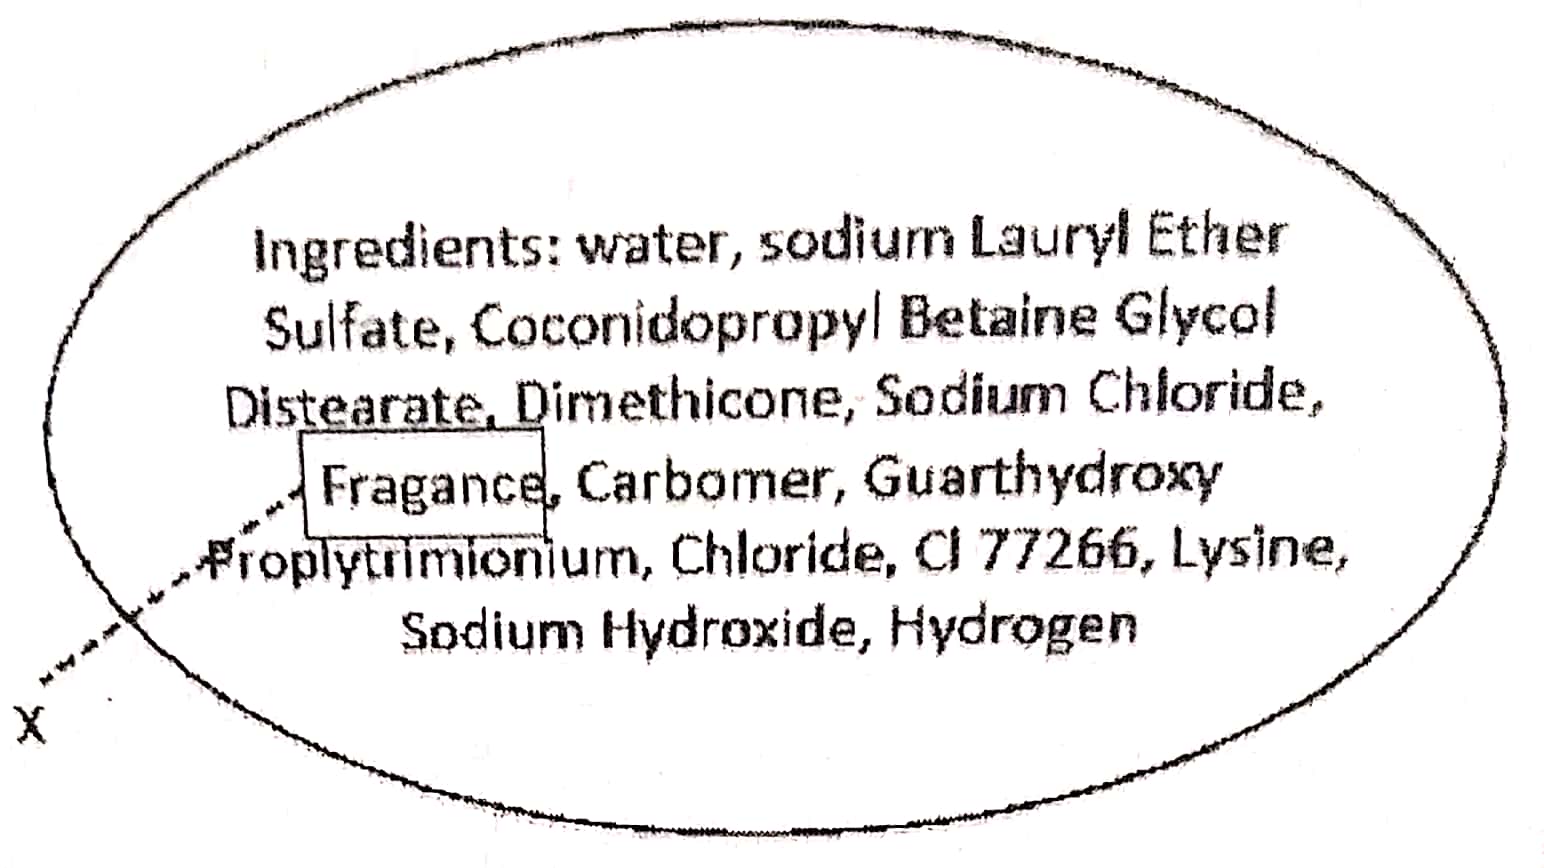 Ingredients: water, sodium Lauryl Ether
Sulfate, Coconidopropyl Betaine Glycol
Distearate, Dimethicone, Sodium Chloride,
Fragance, Carbomer, Guarthydroxy
Proplytrimionium, Chloride, Cl 77266, Lysine,
Sodium Hydroxide, Hydrogen
X